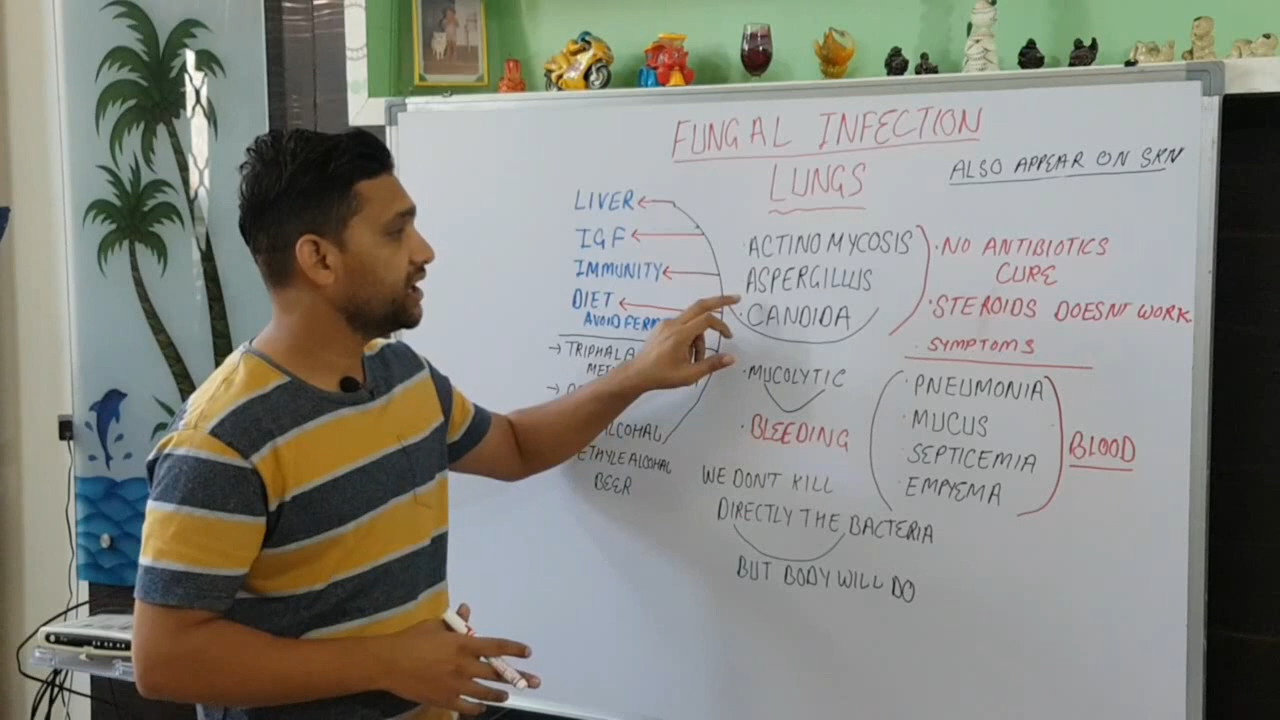 FUNGAL INFECTION
LUNGS
ALSO APPEAR ON SKN
LIVER
IGF
IMMUNITY
DIET
AVOID FERM
→ TRIPHALA
ALCOHAL
ETHYLE ALCOHAL
BEER
· ACTINOMYCOSIS
ASPERGILLUS
· CANDIDA
· MUCOLYTIC
· BLEEDING
WE DON'T KILL
DIRECTLY THE BACTERIA
BUT BODY WILL DO
· NO ANTIBIOTICS
CURE
· STEROIDS DOESNT WORK.
· SYMPTOMS
· PNEUMONIA
· MUCUS
· SEPTICEMIA
· EMPYEMA
BLOOD